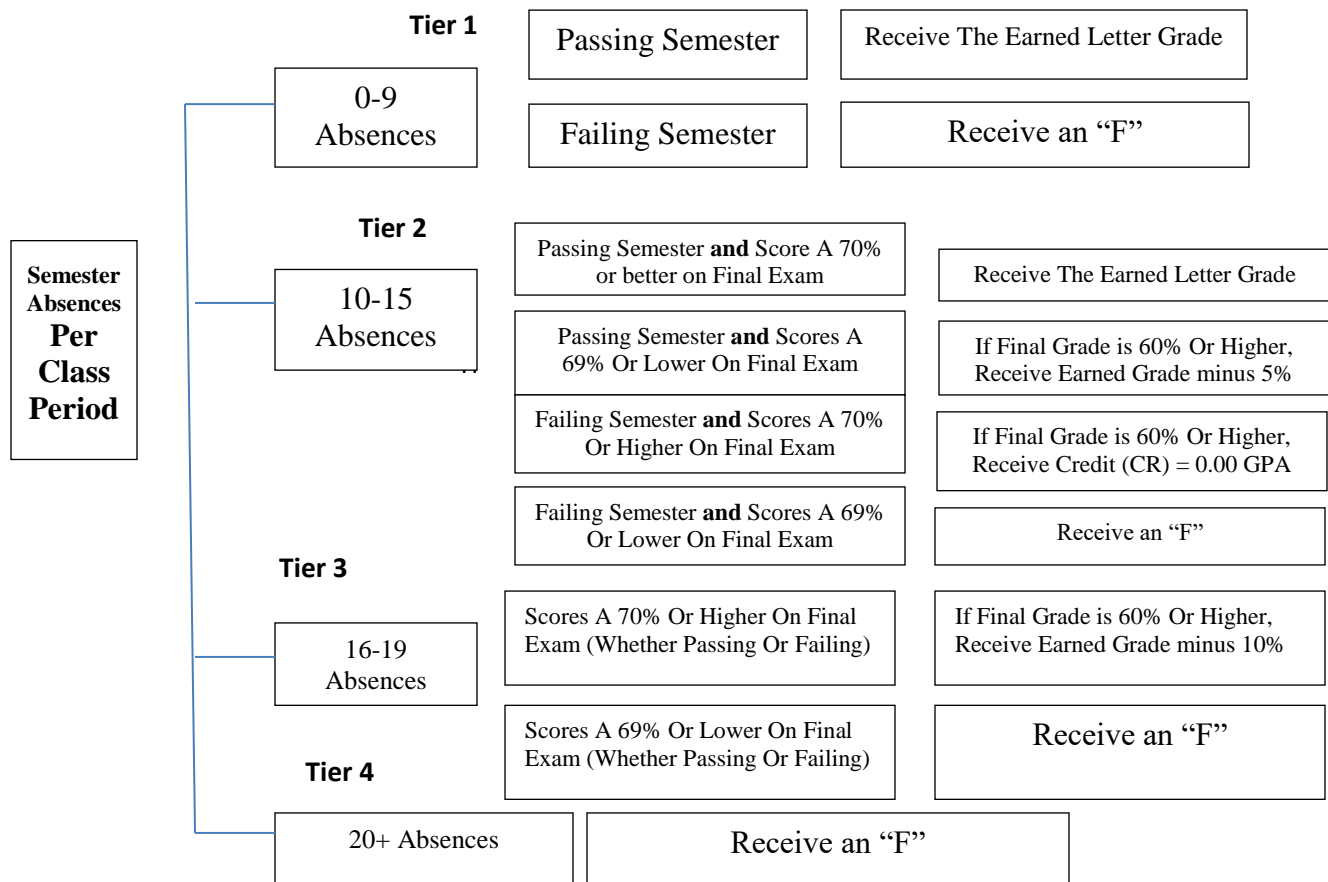 Tier 1
Passing Semester
Receive The Earned Letter Grade
0-9
Absences
Failing Semester
Receive an “F”
Semester
Absences
Per
Class
Period
Tier 2
10-15
Absences
..
Passing Semester and Score A 70%
or better on Final Exam
Receive The Earned Letter Grade
Passing Semester and Scores A
69% Or Lower On Final Exam
If Final Grade is 60% Or Higher,
Receive Earned Grade minus 5%
Failing Semester and Scores A 70%
Or Higher On Final Exam
If Final Grade is 60% Or Higher,
Receive Credit (CR) = 0.00 GPA
Failing Semester and Scores A 69%
Or Lower On Final Exam
Receive an “F”
Tier 3
16-19
Absences
Scores A 70% Or Higher On Final
Exam (Whether Passing Or Failing)
If Final Grade is 60% Or Higher,
Receive Earned Grade minus 10%
Scores A 69% Or Lower On Final
Exam (Whether Passing Or Failing)
Receive an “F”
Tier 4
20+ Absences
Receive an “F”